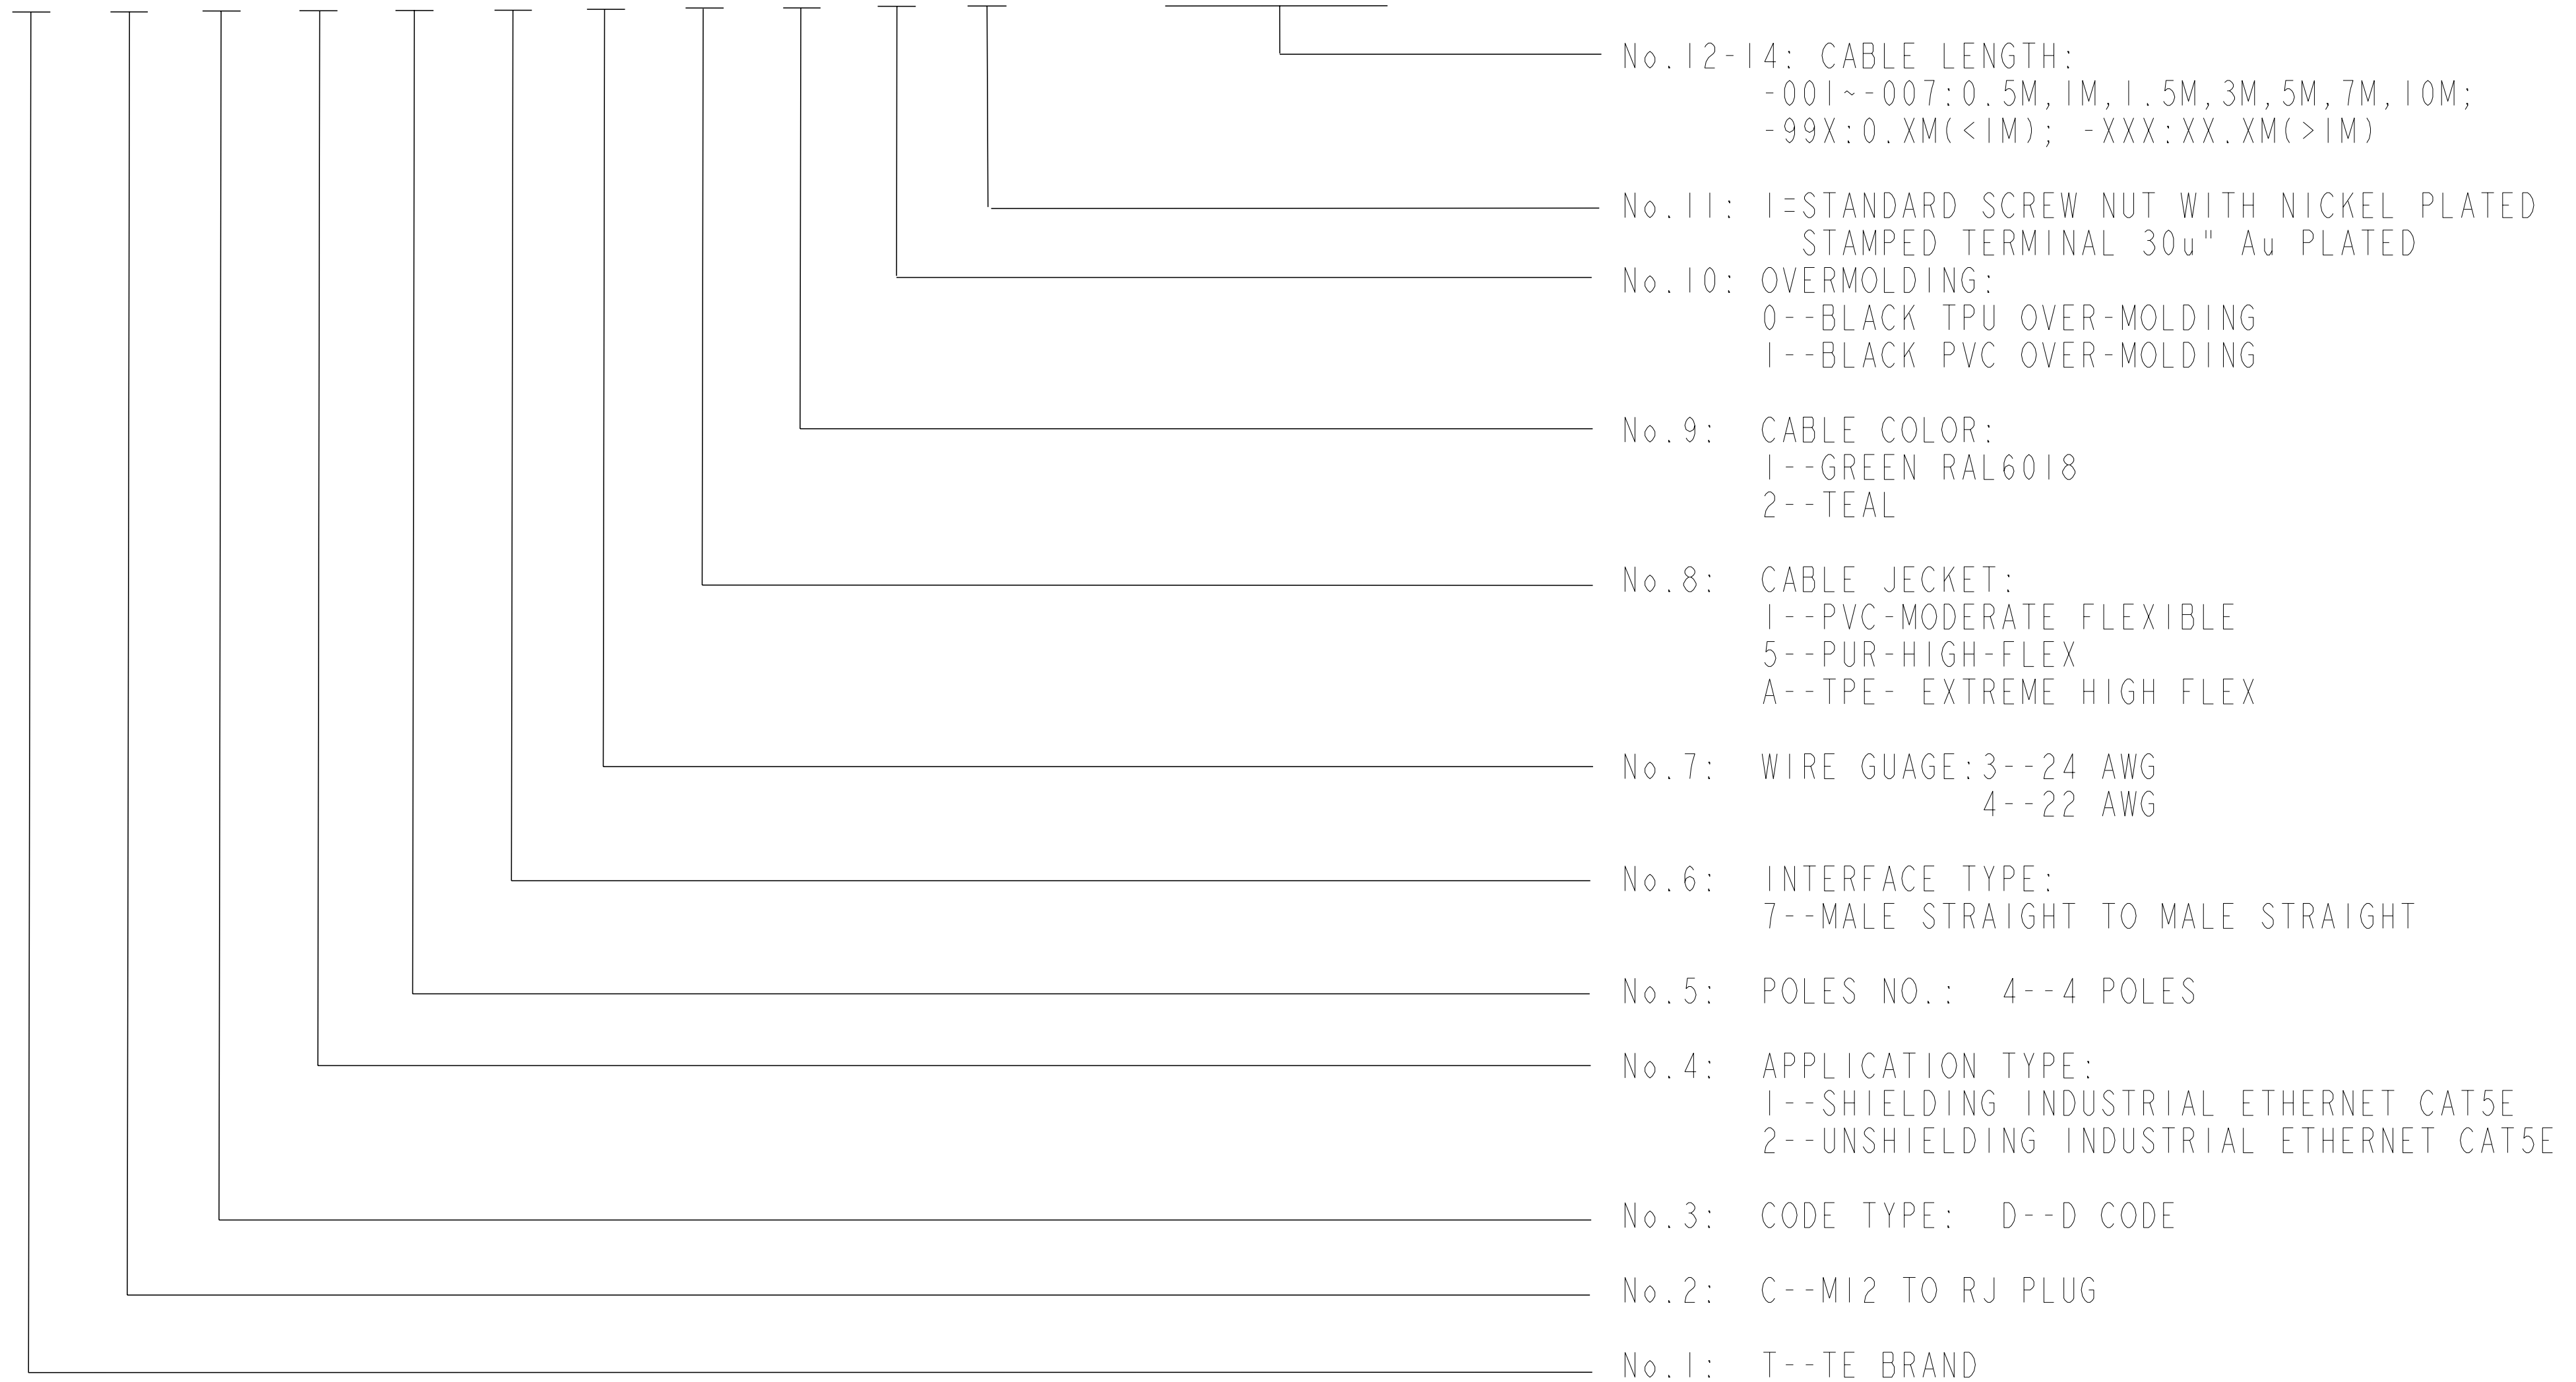 No.12-14: CABLE LENGTH:
-001~-007:0.5M,1M,1.5M,3M,5M,7M,10M;
-99X:0.XM(<1M); -XXX:XX.XM(>1M)
No.11: 1=STANDARD SCREW NUT WITH NICKEL PLATED
STAMPED TERMINAL 30u" Au PLATED
No.10: OVERMOLDING:
0--BLACK TPU OVER-MOLDING
1--BLACK PVC OVER-MOLDING
No.9: CABLE COLOR:
1--GREEN RAL6018
2--TEAL
No.8: CABLE JECKET:
1--PVC-MODERATE FLEXIBLE
5--PUR-HIGH-FLEX
A--TPE- EXTREME HIGH FLEX
No.7: WIRE GUAGE:3--24 AWG
4--22 AWG
No.6: INTERFACE TYPE:
7--MALE STRAIGHT TO MALE STRAIGHT
No.5: POLES NO.: 4--4 POLES
No.4: APPLICATION TYPE:
1--SHIELDING INDUSTRIAL ETHERNET CAT5E
2--UNSHIELDING INDUSTRIAL ETHERNET CAT5E
No.3: CODE TYPE: D--D CODE
No.2: C--M12 TO RJ PLUG
No.1: T--TE BRAND